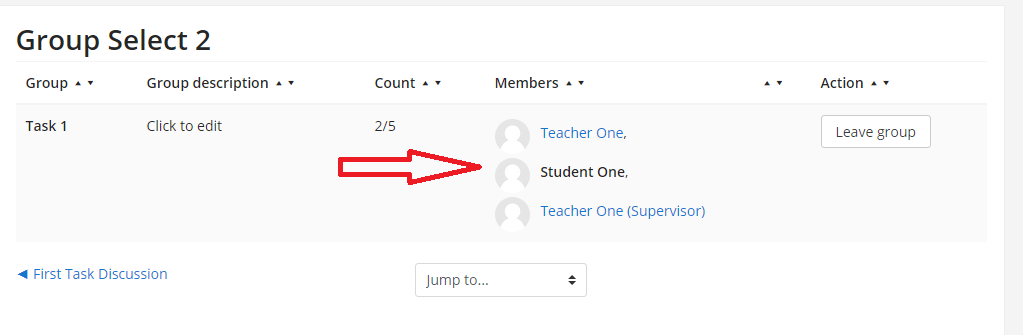 Group Select 2
Group ▲ ▼ Group description ▲ ▼ Count ▲ ▼ Members ▲ ▼ ▲ ▼ Action ▲ ▼
Task 1 Click to edit 2/5 Teacher One, Leave group
Student One,
Teacher One (Supervisor)
◄ First Task Discussion Jump to...